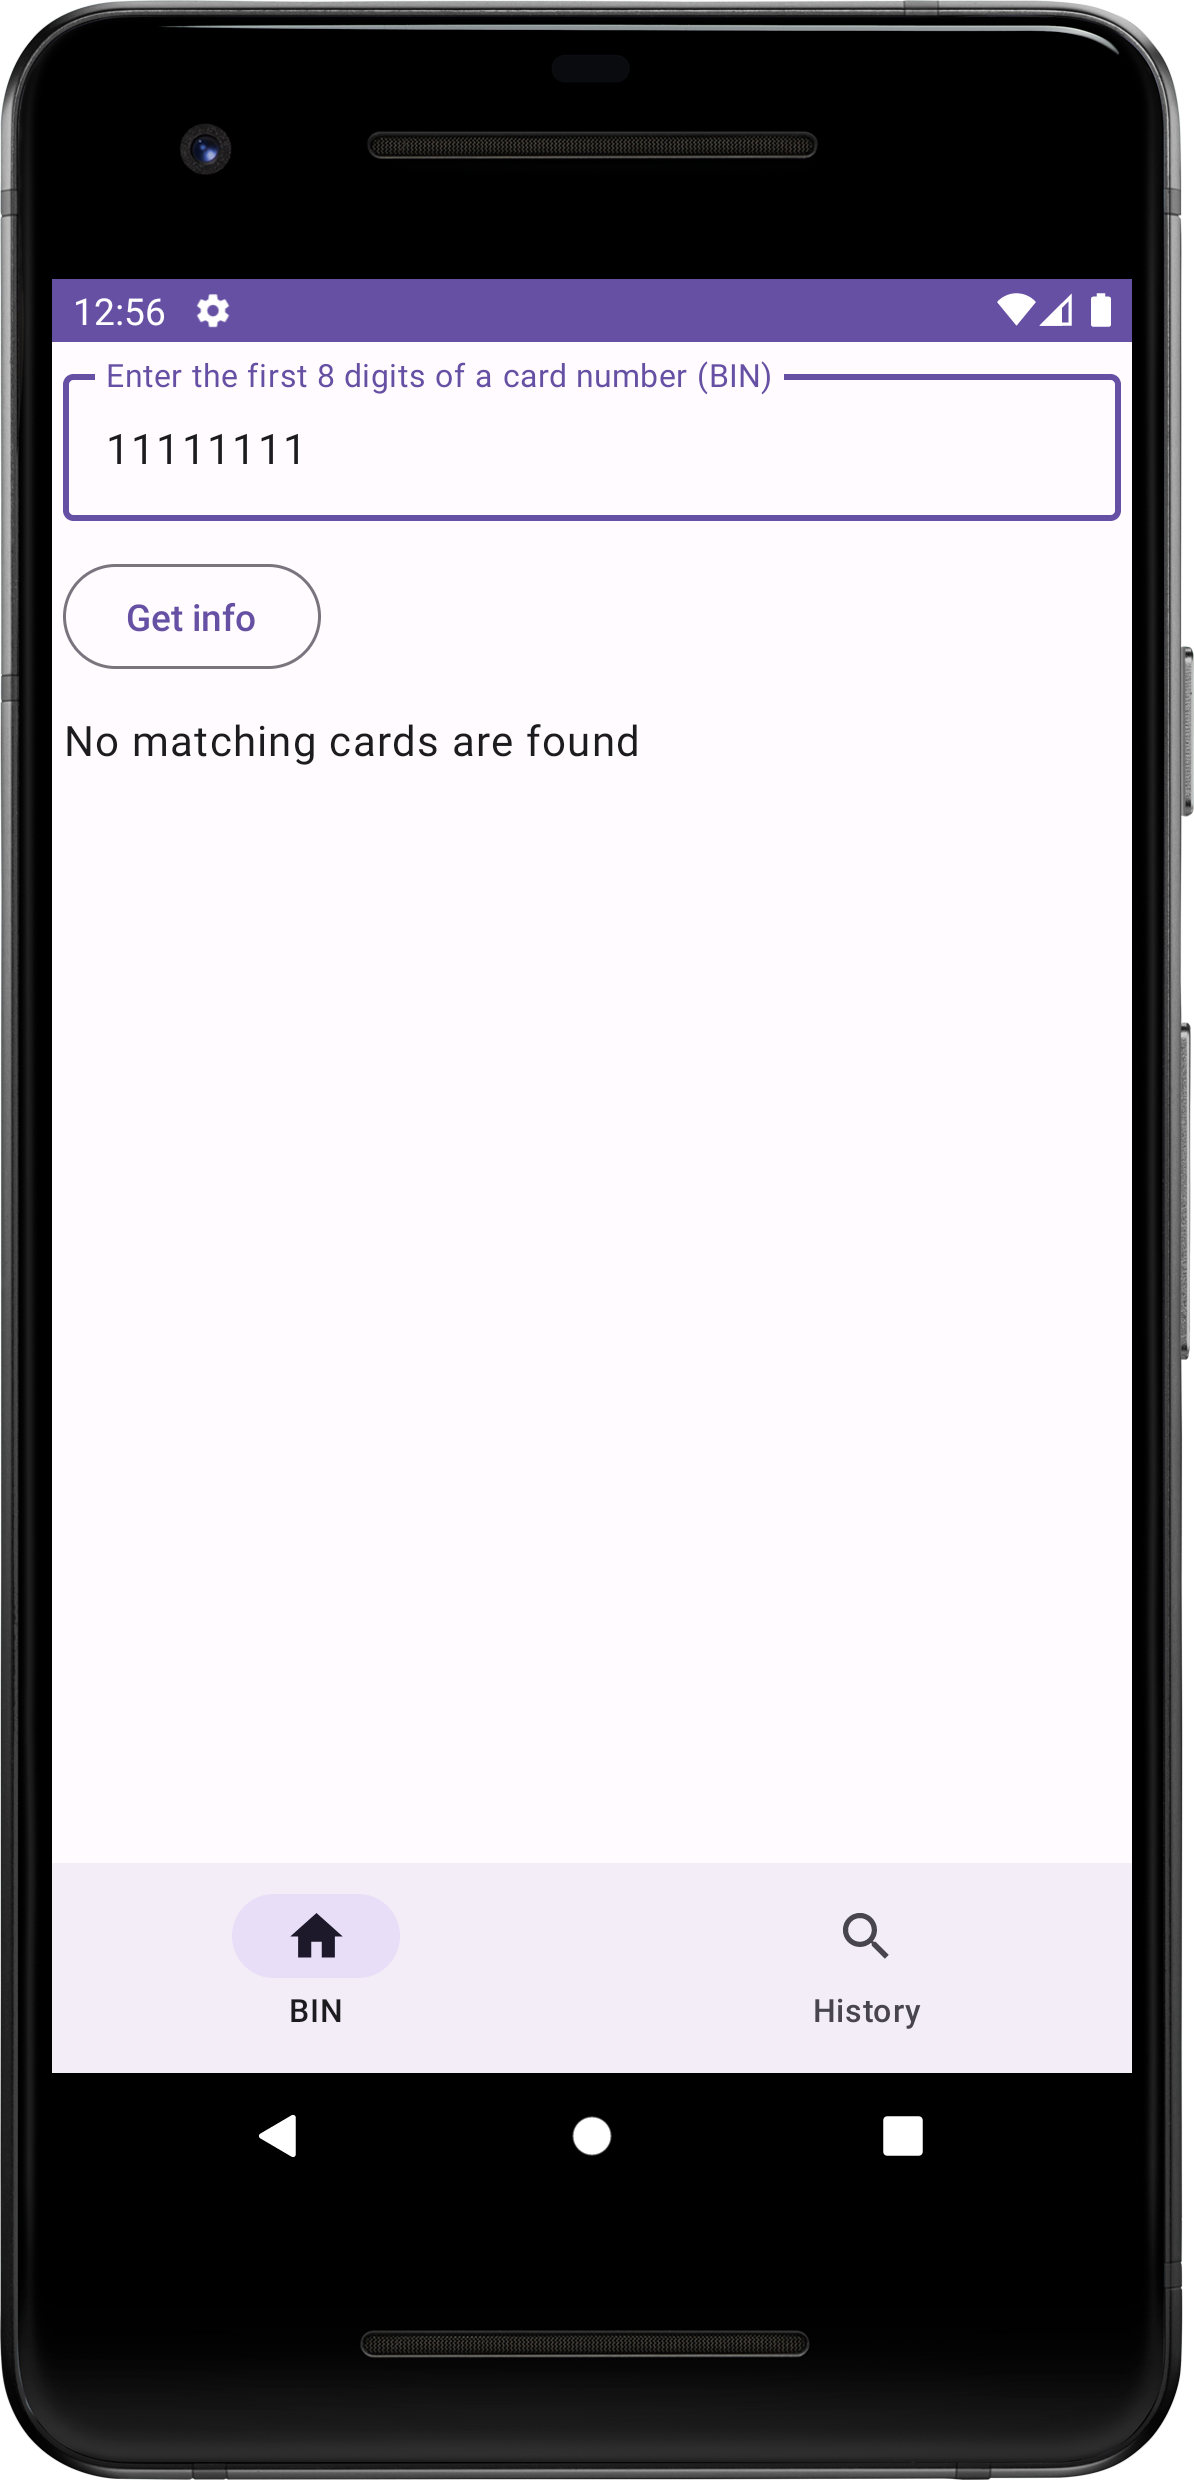 12:56
Enter the first 8 digits of a card number (BIN)
11111111
Get info
No matching cards are found
BIN
History